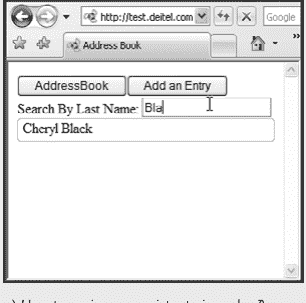 http://test.deitel.com
Google
Address Book
AddressBook
Add an Entry
Search By Last Name: Bla
Cheryl Black